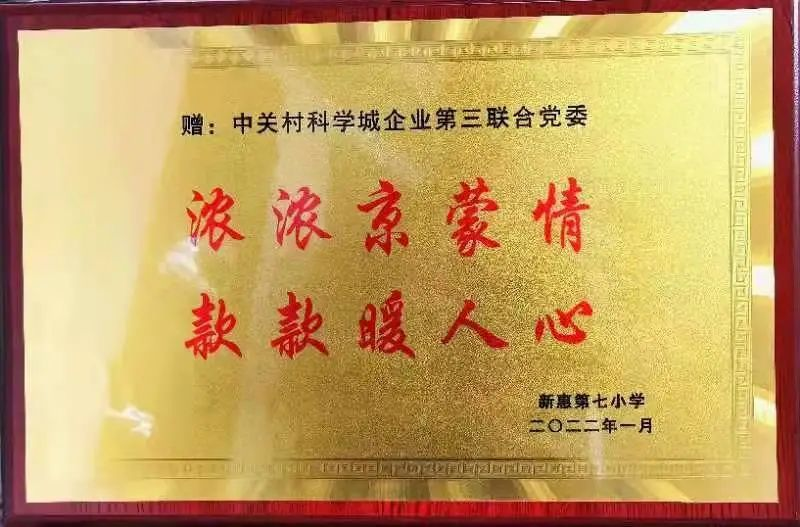 赠：中关村科学城企业第三联合党委
浓浓京蒙情
款款暖人心
新惠第七小学
二〇二二年一月